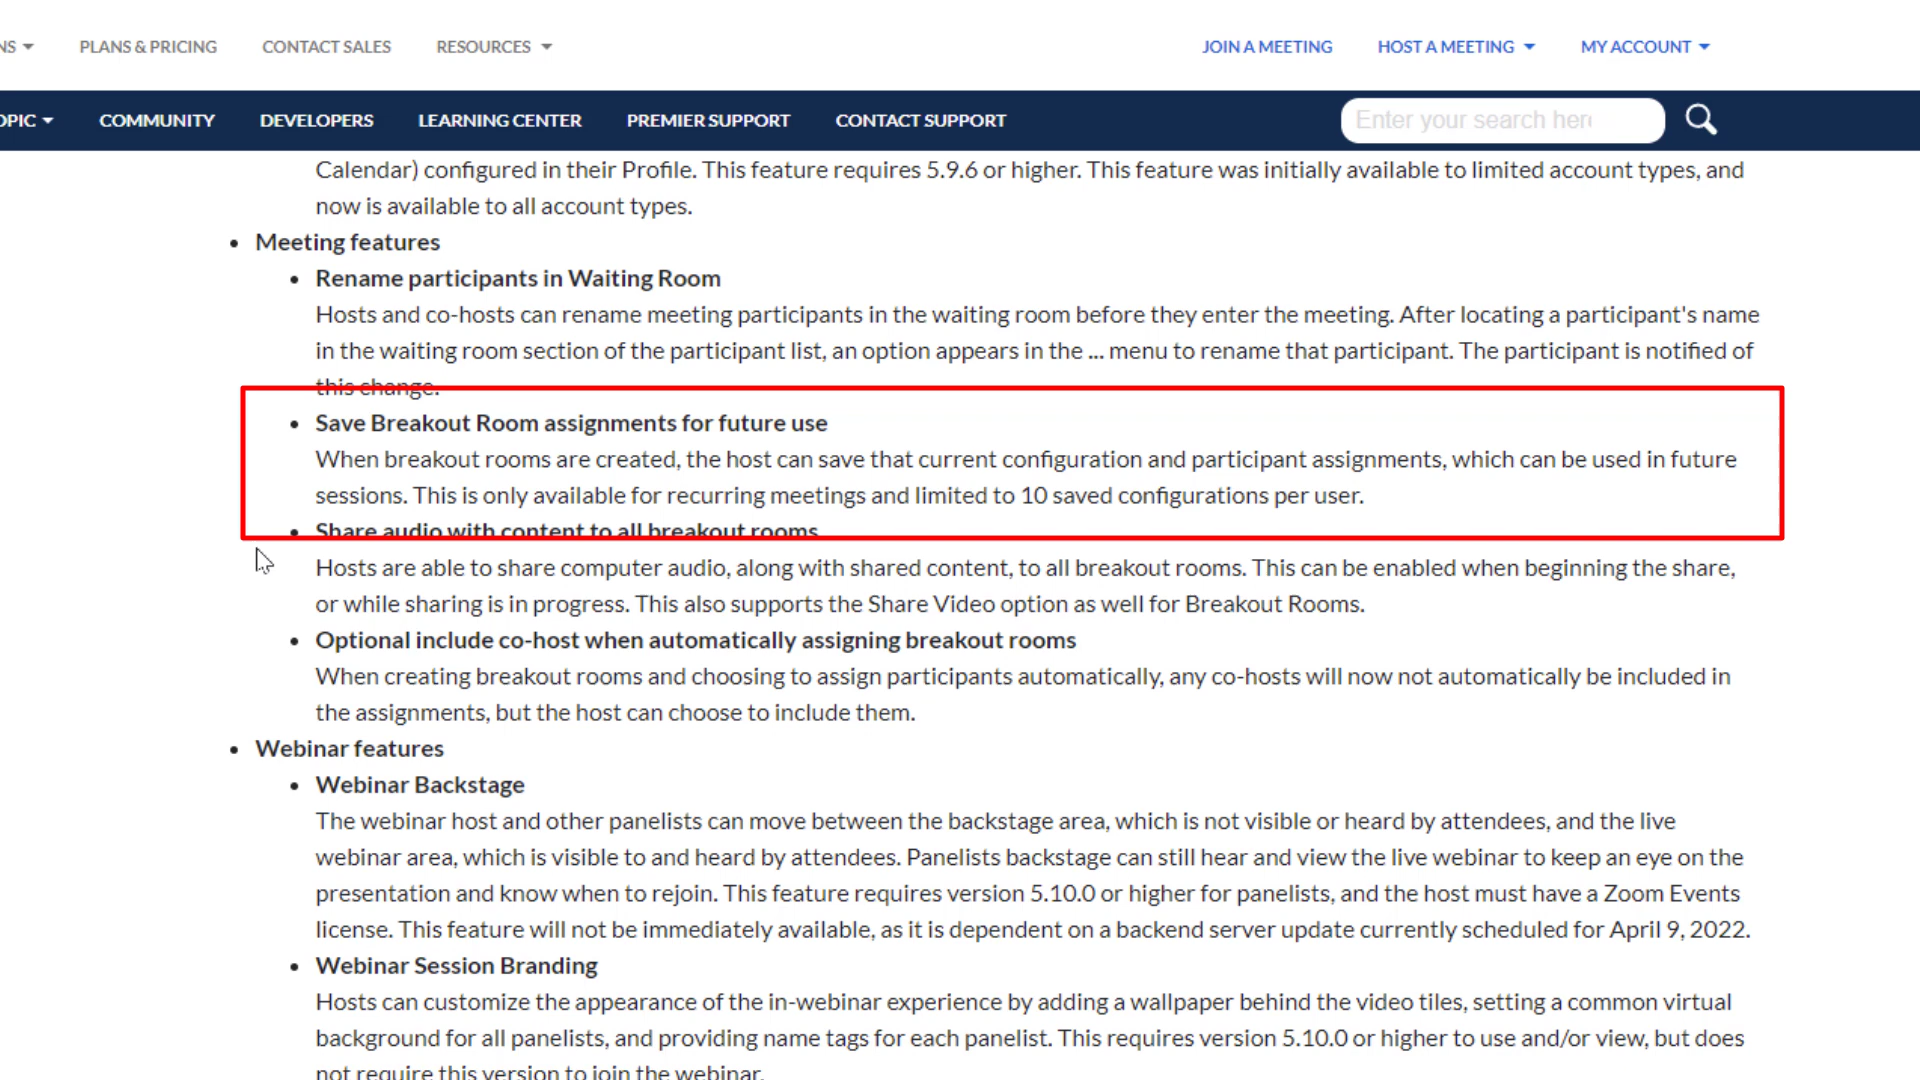 NS
PLANS & PRICING
CONTACT SALES
RESOURCES
JOIN A MEETING
HOST A MEETING
MY ACCOUNT
OPIC
COMMUNITY
DEVELOPERS
LEARNING CENTER
PREMIER SUPPORT
CONTACT SUPPORT
Enter your search here
Calendar) configured in their Profile. This feature requires 5.9.6 or higher. This feature was initially available to limited account types, and
now is available to all account types.
• Meeting features
• Rename participants in Waiting Room
Hosts and co-hosts can rename meeting participants in the waiting room before they enter the meeting. After locating a participant's name
in the waiting room section of the participant list, an option appears in the ... menu to rename that participant. The participant is notified of
this change.
• Save Breakout Room assignments for future use
When breakout rooms are created, the host can save that current configuration and participant assignments, which can be used in future
sessions. This is only available for recurring meetings and limited to 10 saved configurations per user.
• Share audio with content to all breakout rooms
Hosts are able to share computer audio, along with shared content, to all breakout rooms. This can be enabled when beginning the share,
or while sharing is in progress. This also supports the Share Video option as well for Breakout Rooms.
• Optional include co-host when automatically assigning breakout rooms
When creating breakout rooms and choosing to assign participants automatically, any co-hosts will now not automatically be included in
the assignments, but the host can choose to include them.
• Webinar features
• Webinar Backstage
The webinar host and other panelists can move between the backstage area, which is not visible or heard by attendees, and the live
webinar area, which is visible to and heard by attendees. Panelists backstage can still hear and view the live webinar to keep an eye on the
presentation and know when to rejoin. This feature requires version 5.10.0 or higher for panelists, and the host must have a Zoom Events
license. This feature will not be immediately available, as it is dependent on a backend server update currently scheduled for April 9, 2022.
• Webinar Session Branding
Hosts can customize the appearance of the in-webinar experience by adding a wallpaper behind the video tiles, setting a common virtual
background for all panelists, and providing name tags for each panelist. This requires version 5.10.0 or higher to use and/or view, but does
not require this version to join the webinar.